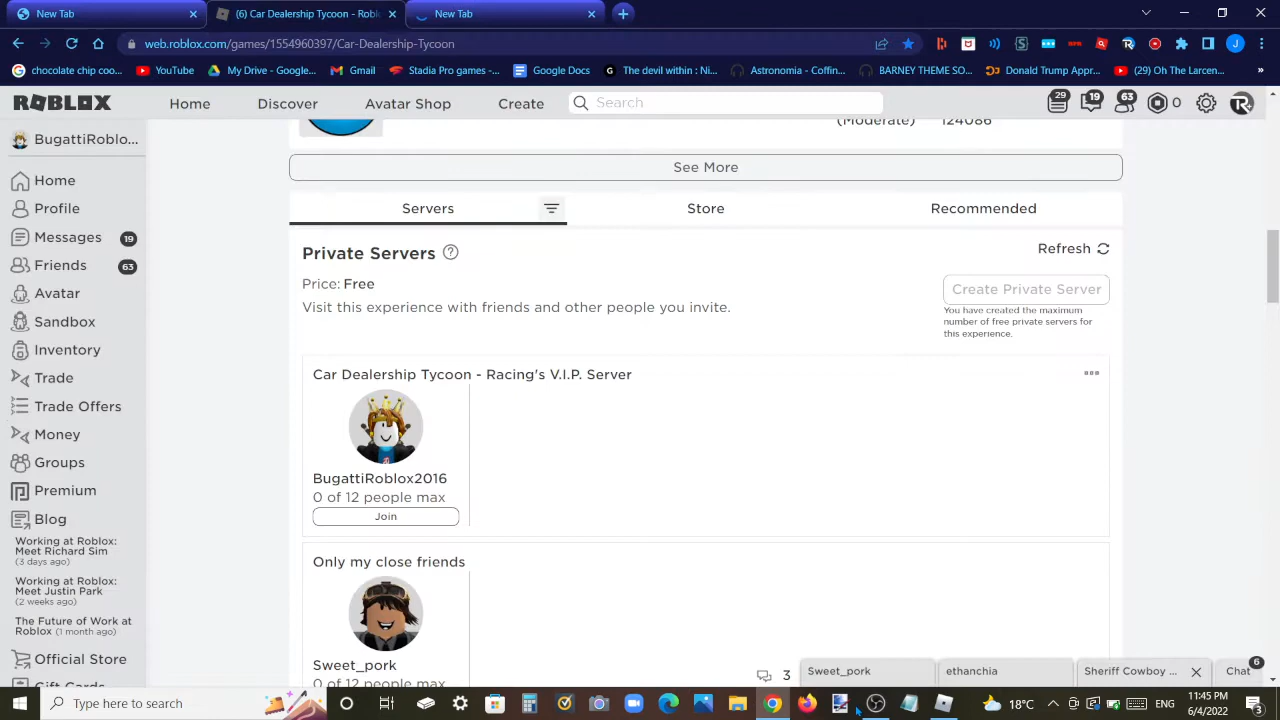 New Tab
(6) Car Dealership Tycoon - Robl
New Tab
web.roblox.com/games/1554960397/Car-Dealership-Tycoon
J
chocolate chip coo...
YouTube
My Drive - Google...
Gmail
Stadia Pro games -...
Google Docs
The devil within : Ni...
Astronomia - Coffin...
BARNEY THEME SO...
Donald Trump Appr...
(29) Oh The Larcen...
ROBLOX
Home
Discover
Avatar Shop
Create
Search
29
19
63
0
BugattiRoblo...
Home
Profile
Messages
19
Friends
63
Avatar
Sandbox
Inventory
Trade
Trade Offers
Money
Groups
Premium
Blog
Working at Roblox:
Meet Richard Sim
(3 days ago)
Working at Roblox:
Meet Justin Park
(2 weeks ago)
The Future of Work at
Roblox (1 month ago)
Official Store
Gift Cards
(Moderate)
124086
See More
Servers
Store
Recommended
Private Servers
Refresh
Price: Free
Visit this experience with friends and other people you invite.
Create Private Server
You have created the maximum
number of free private servers for
this experience.
Car Dealership Tycoon - Racing's V.I.P. Server
BugattiRoblox2016
0 of 12 people max
Join
Only my close friends
Sweet_pork
0 of 12 people max
3
Sweet_pork
ethanchia
Sheriff Cowboy ...
Chat
6
Type here to search
18°C
11:45 PM
6/4/2022
3